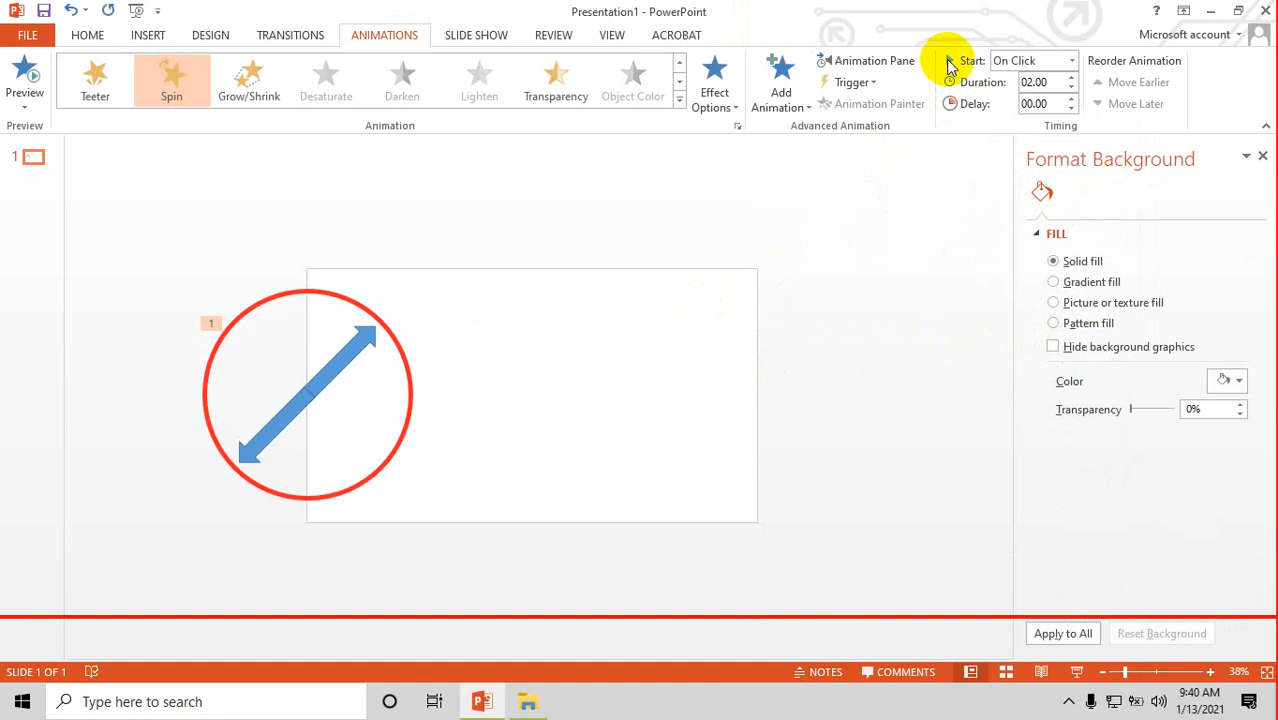 Presentation1 - PowerPoint
?
FILE HOME INSERT DESIGN TRANSITIONS ANIMATIONS SLIDE SHOW REVIEW VIEW ACROBAT Microsoft account
Preview
Teeter Spin Grow/Shrink Desaturate Darken Lighten Transparency Object Color
Effect
Options
Add
Animation
Animation Pane
Trigger
Animation Painter
Start: On Click
Duration: 02.00
Delay: 00.00
Reorder Animation
Move Earlier
Move Later
Preview Animation Advanced Animation Timing
1
1
Format Background
FILL
Solid fill
Gradient fill
Picture or texture fill
Pattern fill
Hide background graphics
Color
Transparency 0%
Apply to All Reset Background
SLIDE 1 OF 1 NOTES COMMENTS 38%
Type here to search
9:40 AM
1/13/2021